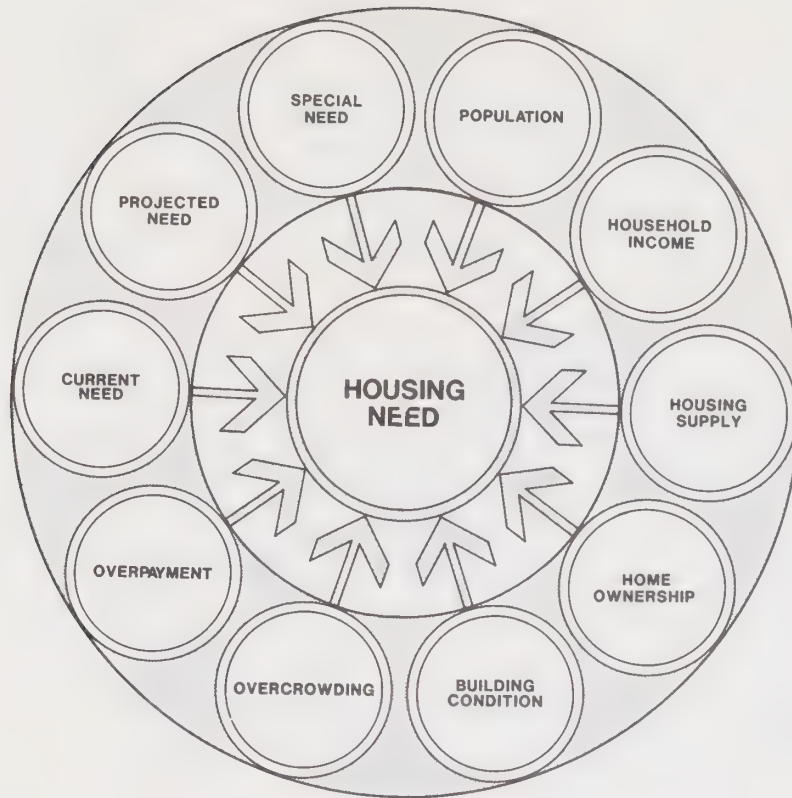 SPECIAL
NEED
POPULATION
PROJECTED
NEED
HOUSEHOLD
INCOME
CURRENT
NEED
HOUSING
NEED
HOUSING
SUPPLY
OVERPAYMENT
HOME
OWNERSHIP
OVERCROWDING
BUILDING
CONDITION